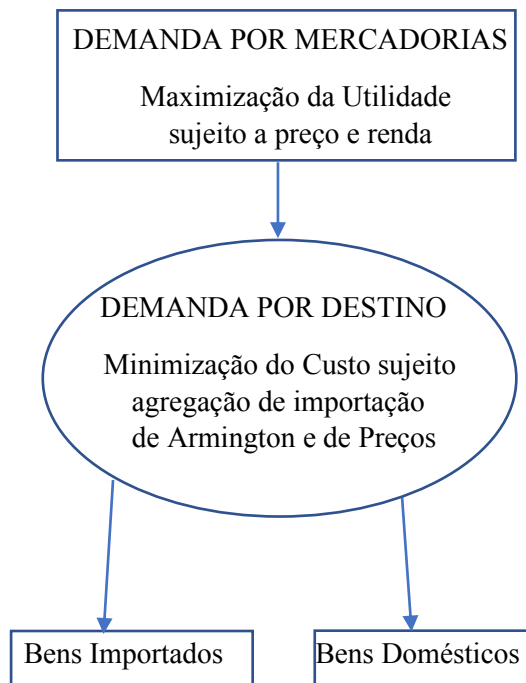 DEMANDA POR MERCADORIAS
Maximização da Utilidade
sujeito a preço e renda
DEMANDA POR DESTINO
Minimização do Custo sujeito
agregação de importação
de Armington e de Preços
Bens Importados
Bens Domésticos